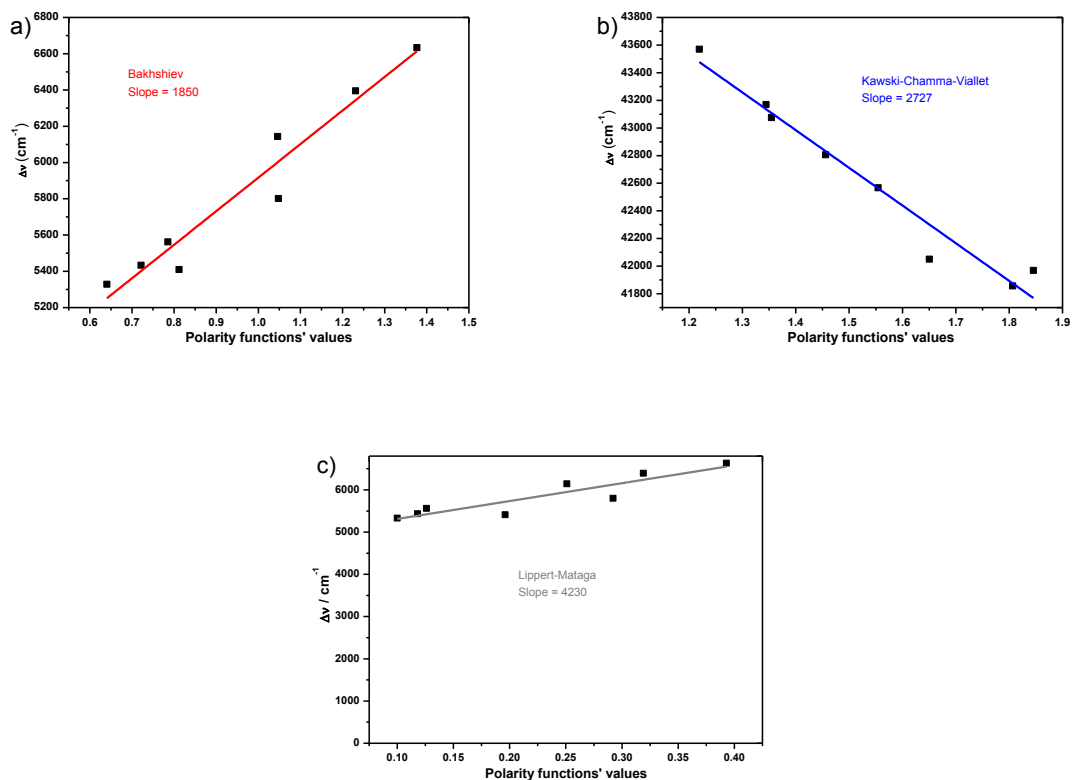 a)
6800
6600
6400
6200
6000
5800
5600
5400
5200
Δν (cm⁻¹)
Bakhshiev
Slope = 1850
0.6 0.7 0.8 0.9 1.0 1.1 1.2 1.3 1.4 1.5
Polarity functions' values
b)
43800
43600
43400
43200
43000
42800
42600
42400
42200
42000
41800
Δν (cm⁻¹)
Kawski-Chamma-Viallet
Slope = 2727
1.2 1.3 1.4 1.5 1.6 1.7 1.8 1.9
Polarity functions' values
c)
6000
5000
4000
3000
2000
1000
0
Δν / cm⁻¹
Lippert-Mataga
Slope = 4230
0.10 0.15 0.20 0.25 0.30 0.35 0.40
Polarity functions' values